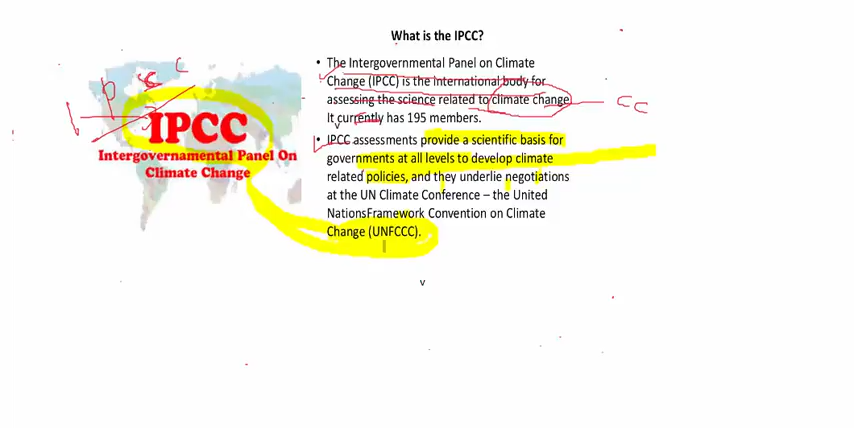 What is the IPCC?
• The Intergovernmental Panel on Climate
Change (IPCC) is the international body for
assessing the science related to climate change
It currently has 195 members.
v
• IPCC assessments provide a scientific basis for
governments at all levels to develop climate
related policies, and they underlie negotiations
at the UN Climate Conference – the United
NationsFramework Convention on Climate
Change (UNFCCC).
v
IPCC
Intergovernamental Panel On
Climate Change
P
C
CC